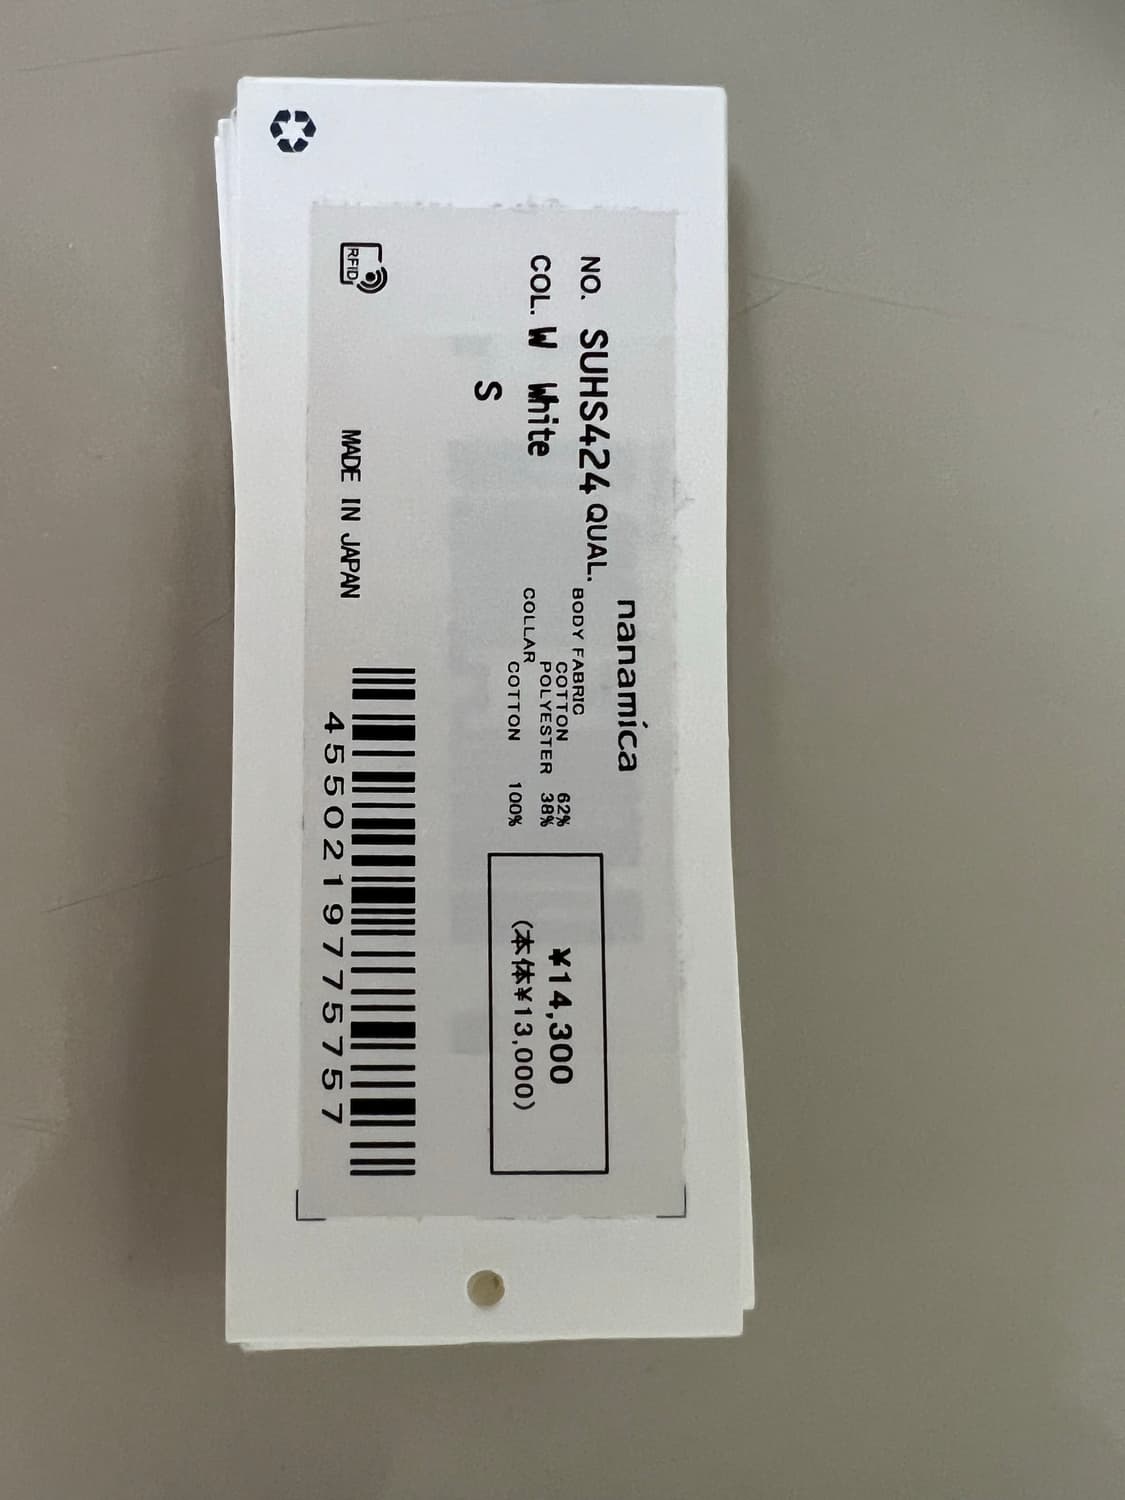 nanamica
NO. SUHS424 QUAL.
BODY FABRIC
COTTON 62%
POLYESTER 38%
COLLAR
COTTON 100%
COL. W White
S
¥14,300
(本体¥13,000)
RFID
MADE IN JAPAN
4550219775757